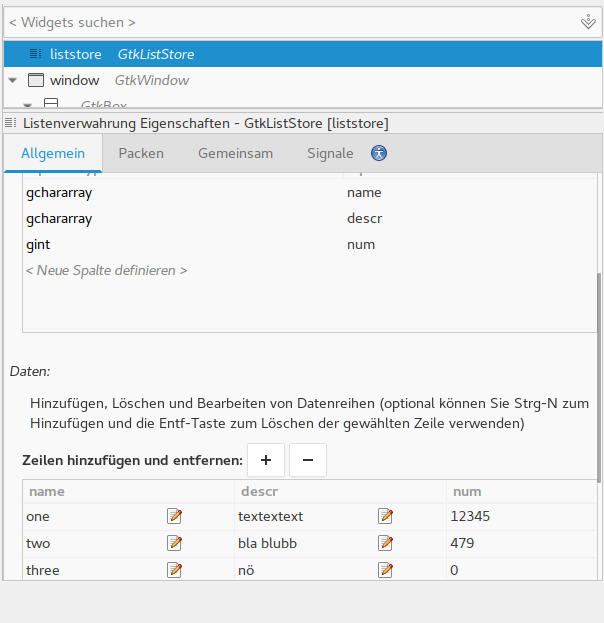 < Widgets suchen >
liststore GtkListStore
window GtkWindow
GtkBox
Listenverwahrung Eigenschaften - GtkListStore [liststore]
Allgemein Packen Gemeinsam Signale
gchararray name
gchararray descr
gint num
< Neue Spalte definieren >
Daten:
Hinzufügen, Löschen und Bearbeiten von Datenreihen (optional können Sie Strg-N zum
Hinzufügen und die Entf-Taste zum Löschen der gewählten Zeile verwenden)
Zeilen hinzufügen und entfernen: + −
name descr num
one textextext 12345
two bla blubb 479
three nö 0